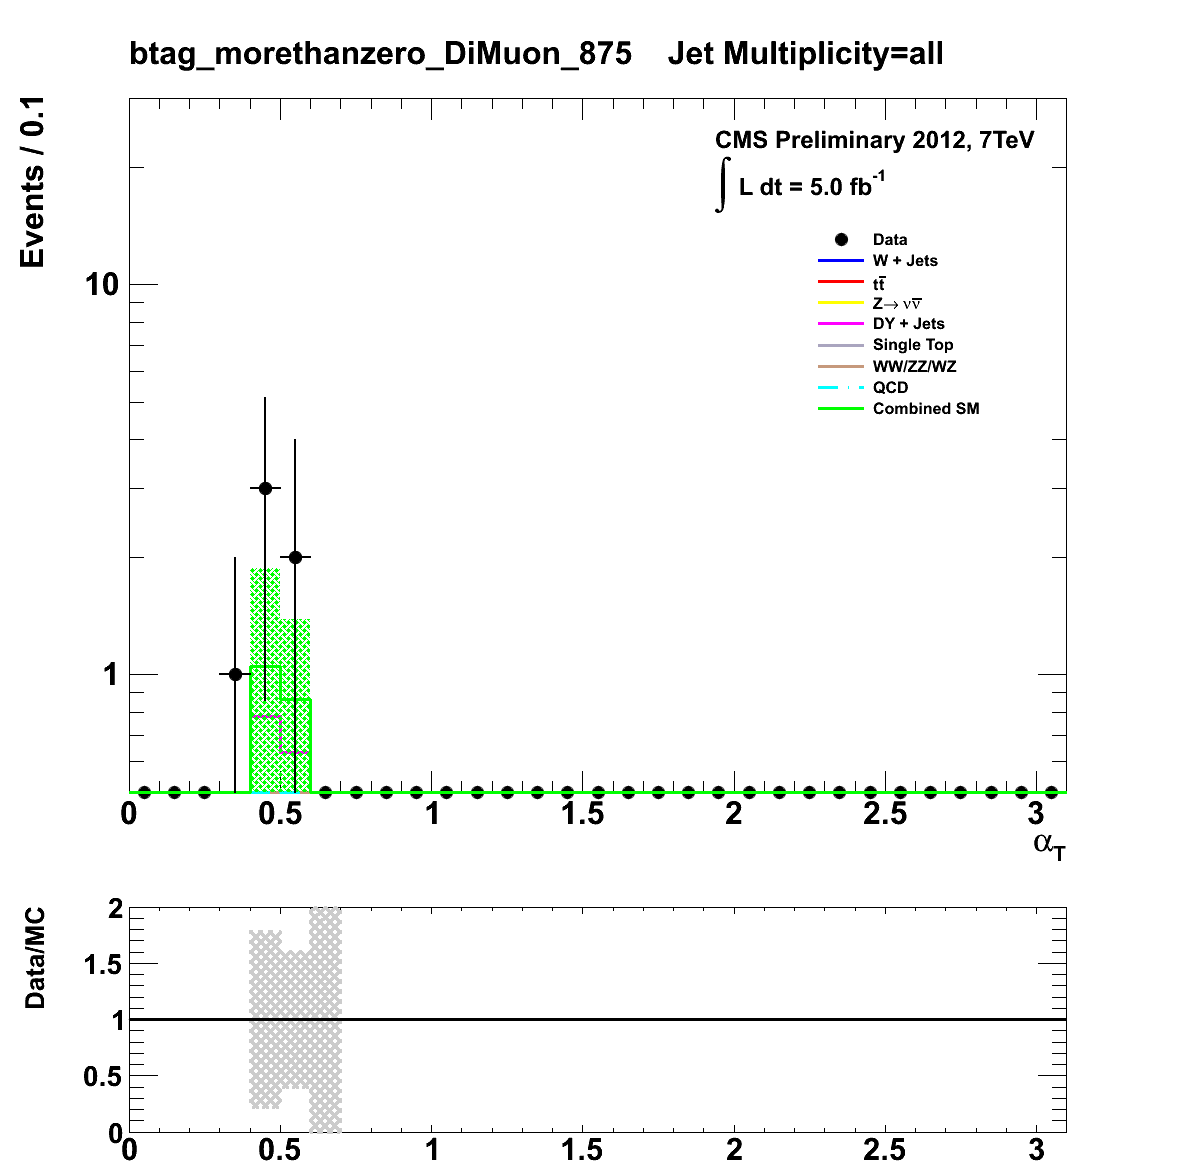 btag_morethanzero_DiMuon_875 Jet Multiplicity=all
Events / 0.1
CMS Preliminary 2012, 7TeV
∫ L dt = 5.0 fb⁻¹
Data
W + Jets
tt̅
Z→ νν̅
DY + Jets
Single Top
WW/ZZ/WZ
QCD
Combined SM
10
1
0 0.5 1 1.5 2 2.5 3
α_T
Data/MC
2
1.5
1
0.5
0
0 0.5 1 1.5 2 2.5 3